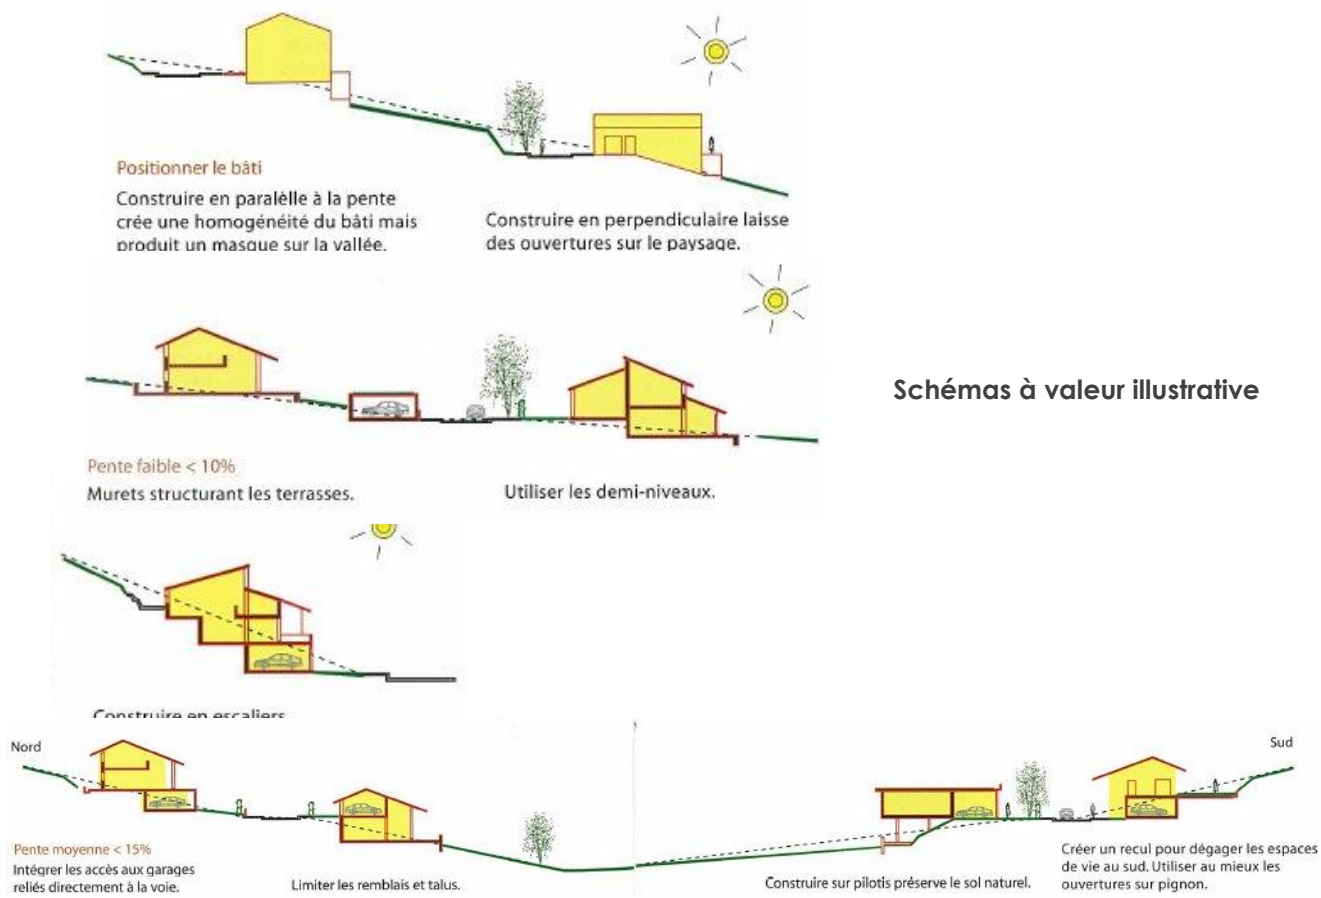 Positionner le bâti
Construire en paralèlle à la pente
crée une homogénéité du bâti mais
produit un masque sur la vallée.
Construire en perpendiculaire laisse
des ouvertures sur le paysage.
Schémas à valeur illustrative
Pente faible < 10%
Murets structurant les terrasses.
Utiliser les demi-niveaux.
Construire en escaliers
Nord
Sud
Pente moyenne < 15%
Intégrer les accès aux garages
reliés directement à la voie.
Limiter les remblais et talus.
Construire sur pilotis préserve le sol naturel.
Créer un recul pour dégager les espaces
de vie au sud. Utiliser au mieux les
ouvertures sur pignon.